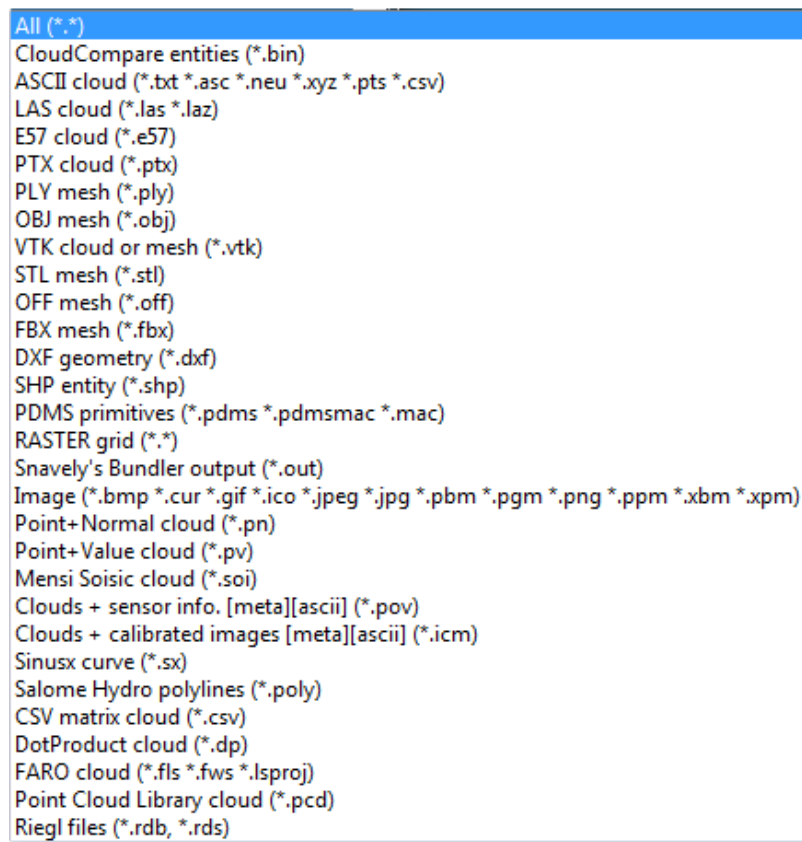 All (*.*)
CloudCompare entities (*.bin)
ASCII cloud (*.txt *.asc *.neu *.xyz *.pts *.csv)
LAS cloud (*.las *.laz)
E57 cloud (*.e57)
PTX cloud (*.ptx)
PLY mesh (*.ply)
OBJ mesh (*.obj)
VTK cloud or mesh (*.vtk)
STL mesh (*.stl)
OFF mesh (*.off)
FBX mesh (*.fbx)
DXF geometry (*.dxf)
SHP entity (*.shp)
PDMS primitives (*.pdms *.pdmsmac *.mac)
RASTER grid (*.*)
Snavely's Bundler output (*.out)
Image (*.bmp *.cur *.gif *.ico *.jpeg *.jpg *.pbm *.pgm *.png *.ppm *.xbm *.xpm)
Point+Normal cloud (*.pn)
Point+Value cloud (*.pv)
Mensi Soisic cloud (*.soi)
Clouds + sensor info. [meta][ascii] (*.pov)
Clouds + calibrated images [meta][ascii] (*.icm)
Sinusx curve (*.sx)
Salome Hydro polylines (*.poly)
CSV matrix cloud (*.csv)
DotProduct cloud (*.dp)
FARO cloud (*.fls *.fws *.lsproj)
Point Cloud Library cloud (*.pcd)
Riegl files (*.rdb, *.rds)